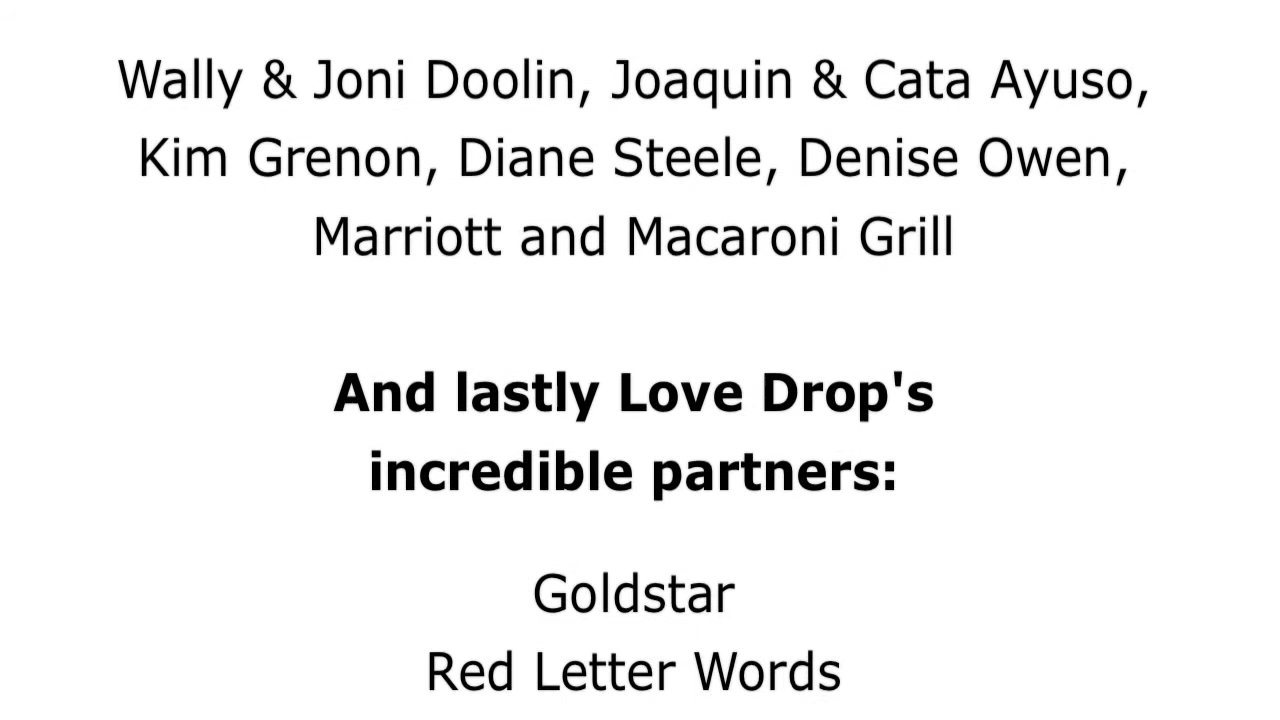 Wally & Joni Doolin, Joaquin & Cata Ayuso,
Kim Grenon, Diane Steele, Denise Owen,
Marriott and Macaroni Grill
And lastly Love Drop's
incredible partners:
Goldstar
Red Letter Words